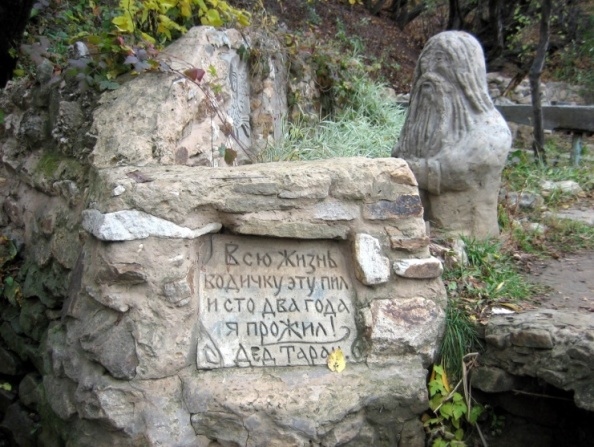 Всю жизнь
водичку эту пил
и сто два года
я прожил!
Дед Тарас